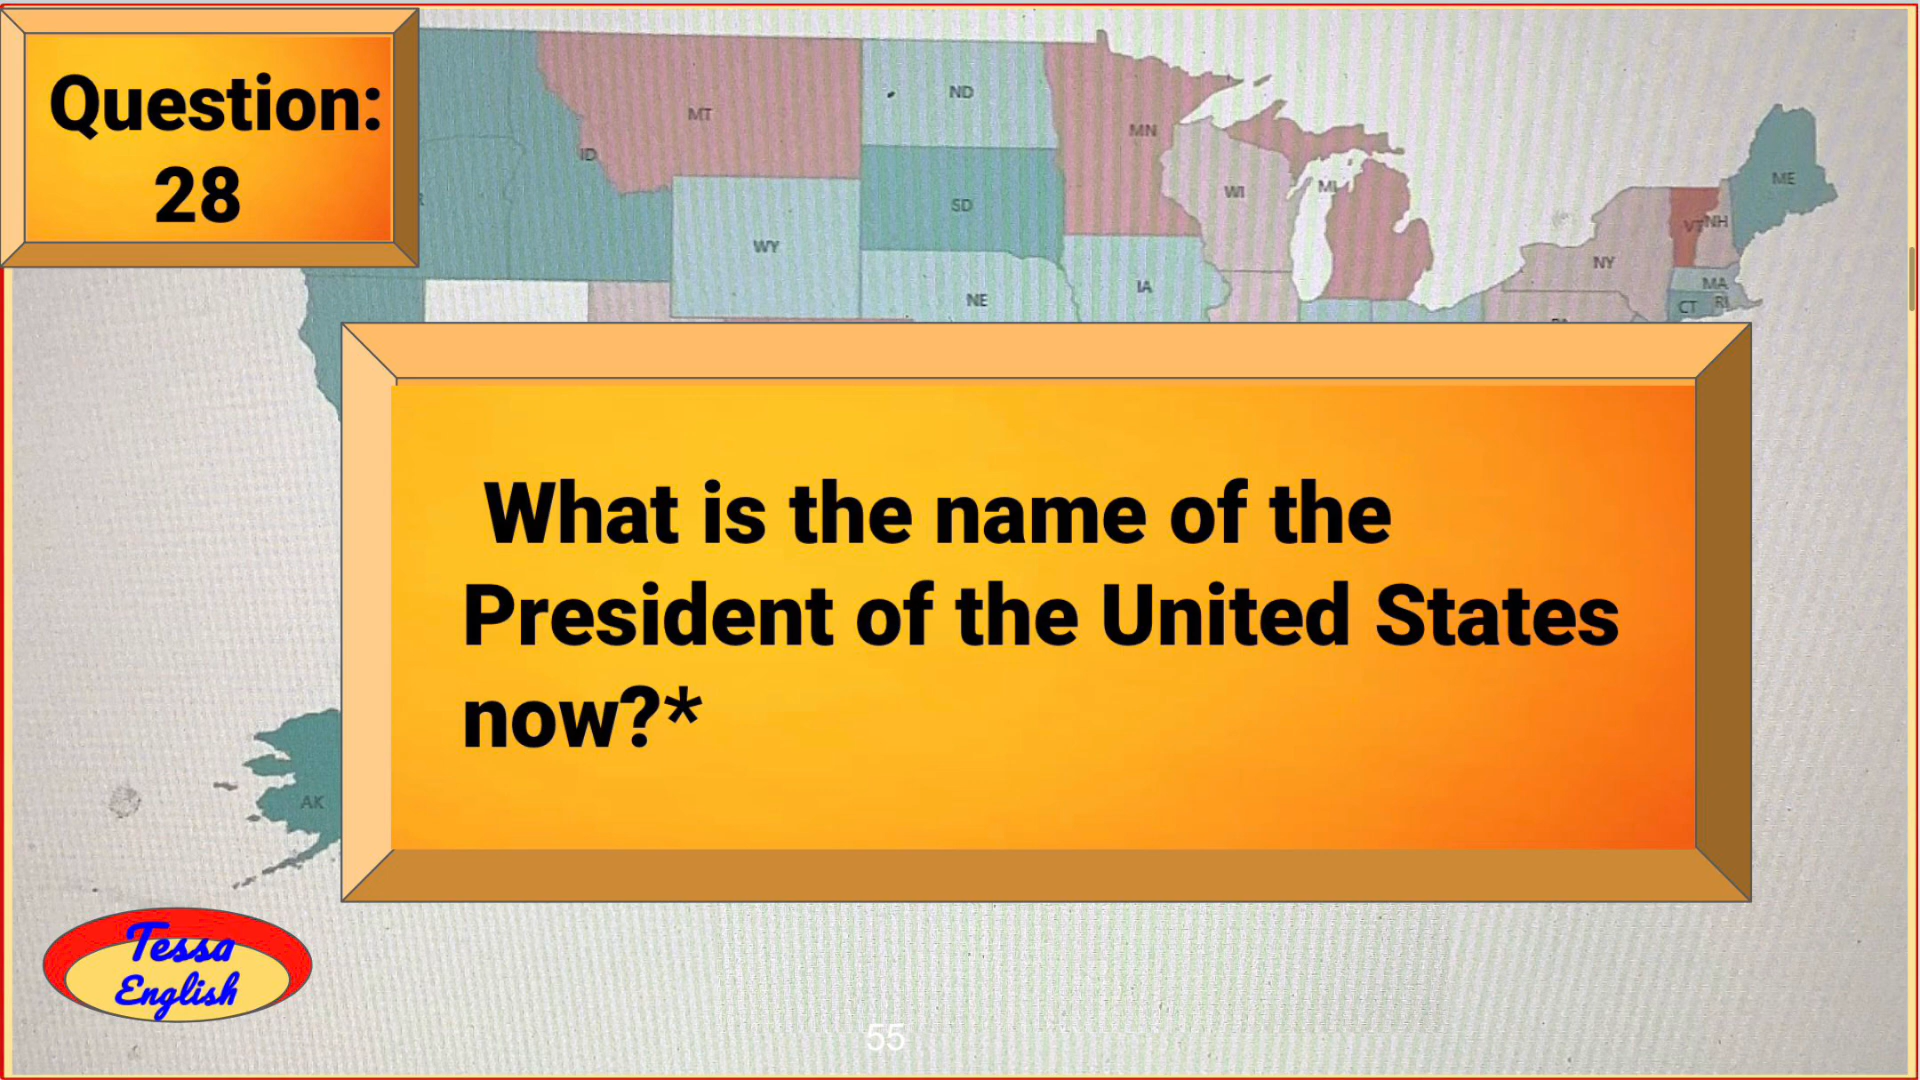 Question:
28
MT
ND
MN
ID
WI
MI
ME
SD
VT
NH
WY
NY
NE
IA
MA
CT
RI
What is the name of the
President of the United States
now?*
AK
Tessa
English
55